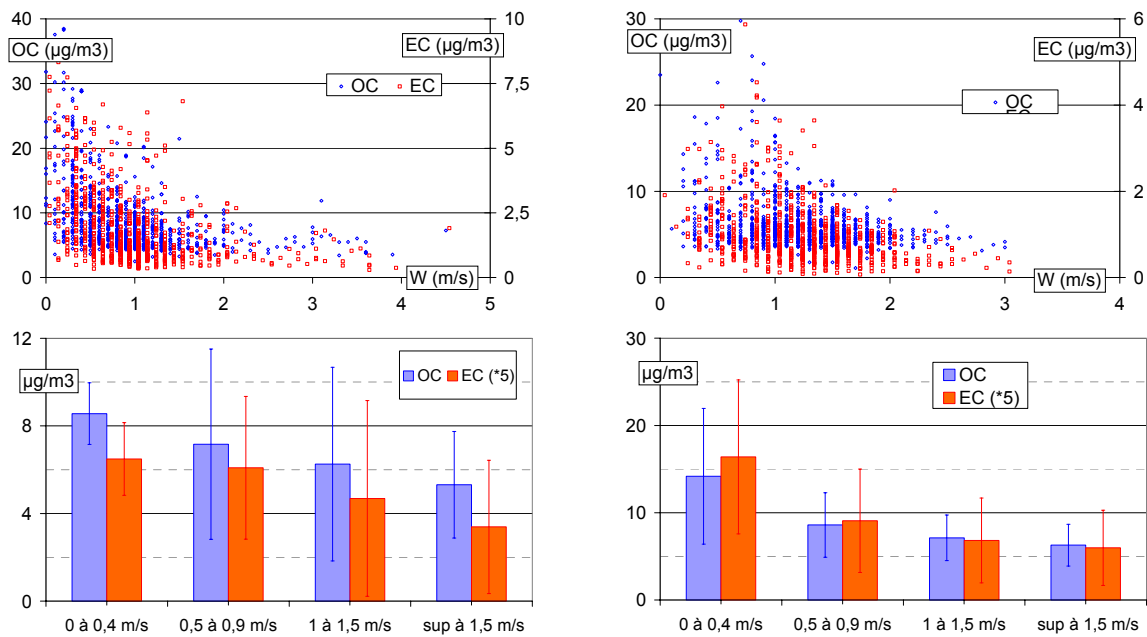 40
OC (µg/m3)
30
20
10
0
10
EC (µg/m3)
7,5
5
2,5
0
OC EC
W (m/s)
0 1 2 3 4 5
30
OC (µg/m3)
20
10
0
6
EC (µg/m3)
4
2
0
OC
W (m/s)
0 1 2 3 4
12
µg/m3
8
4
0
OC EC (*5)
0 à 0,4 m/s 0,5 à 0,9 m/s 1 à 1,5 m/s sup à 1,5 m/s
30
µg/m3
20
10
0
OC
EC (*5)
0 à 0,4 m/s 0,5 à 0,9 m/s 1 à 1,5 m/s sup à 1,5 m/s